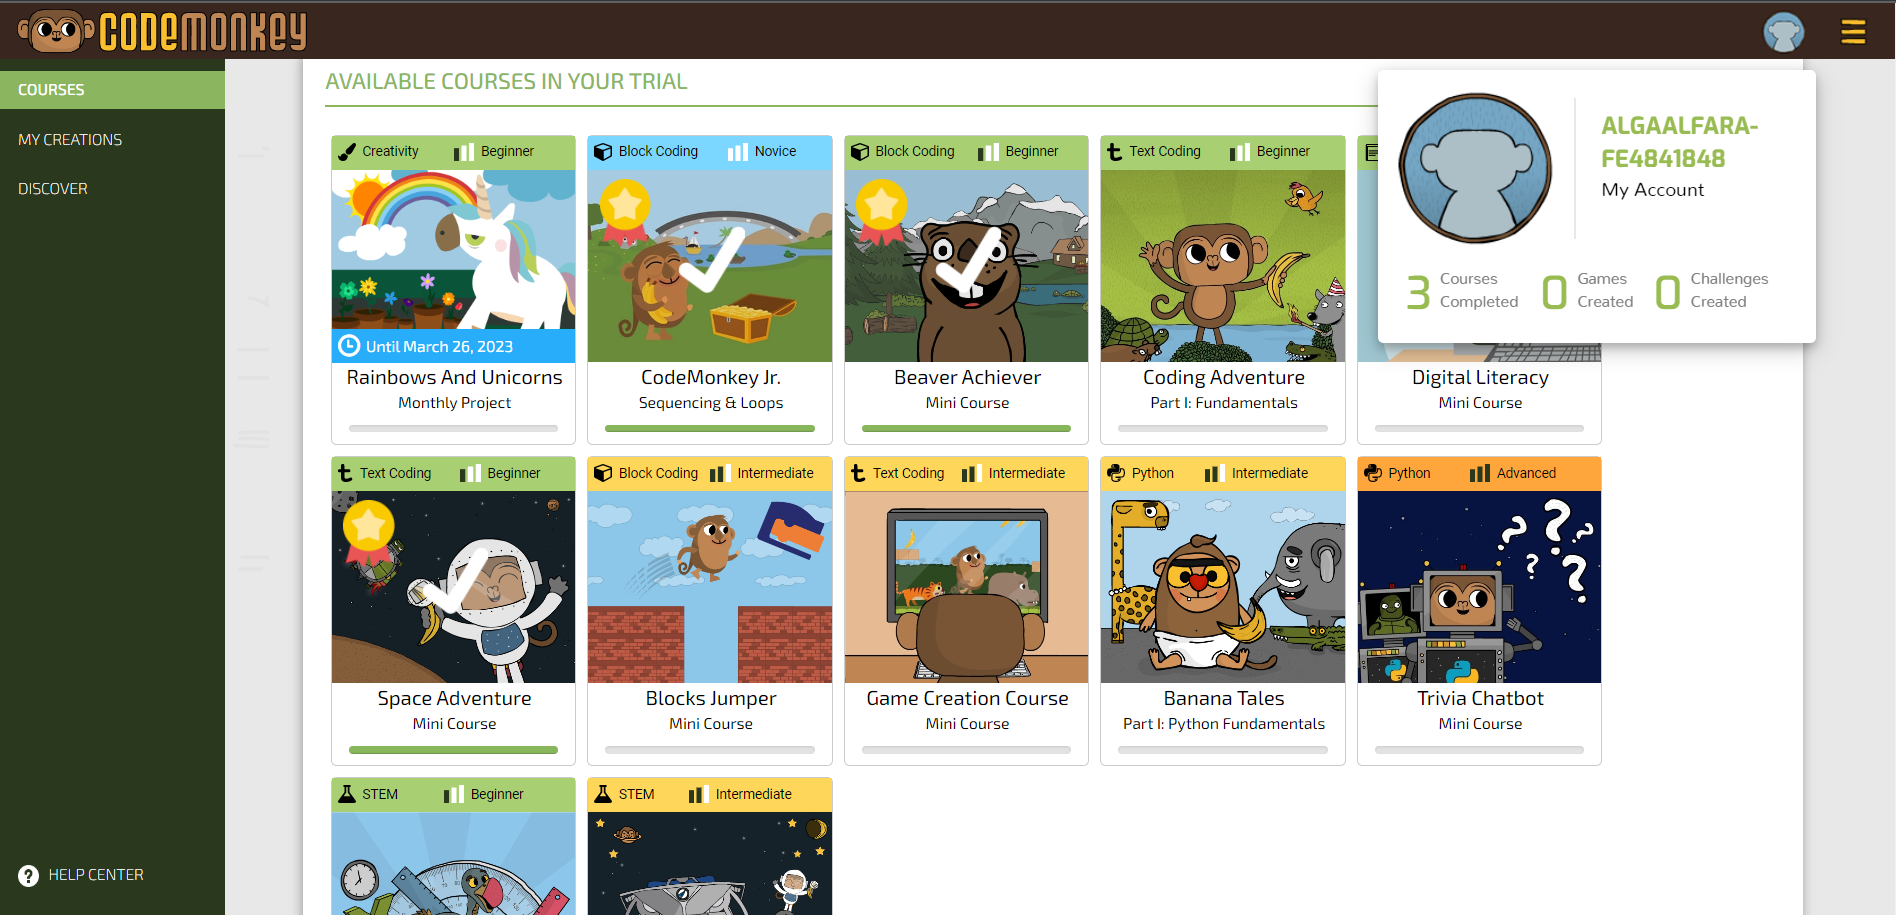 CODEMONKEY
COURSES
MY CREATIONS
DISCOVER
HELP CENTER
AVAILABLE COURSES IN YOUR TRIAL
ALGAALFARA-
FE4841848
My Account
3 Courses Completed
0 Games Created
0 Challenges Created
Creativity Beginner
Until March 26, 2023
Rainbows And Unicorns
Monthly Project
Block Coding Novice
CodeMonkey Jr.
Sequencing & Loops
Block Coding Beginner
Beaver Achiever
Mini Course
Text Coding Beginner
Coding Adventure
Part I: Fundamentals
Digital Literacy
Mini Course
Text Coding Beginner
Space Adventure
Mini Course
Block Coding Intermediate
Blocks Jumper
Mini Course
Text Coding Intermediate
Game Creation Course
Mini Course
Python Intermediate
Banana Tales
Part I: Python Fundamentals
Python Advanced
? ? ? ? ?
Trivia Chatbot
Mini Course
STEM Beginner
STEM Intermediate